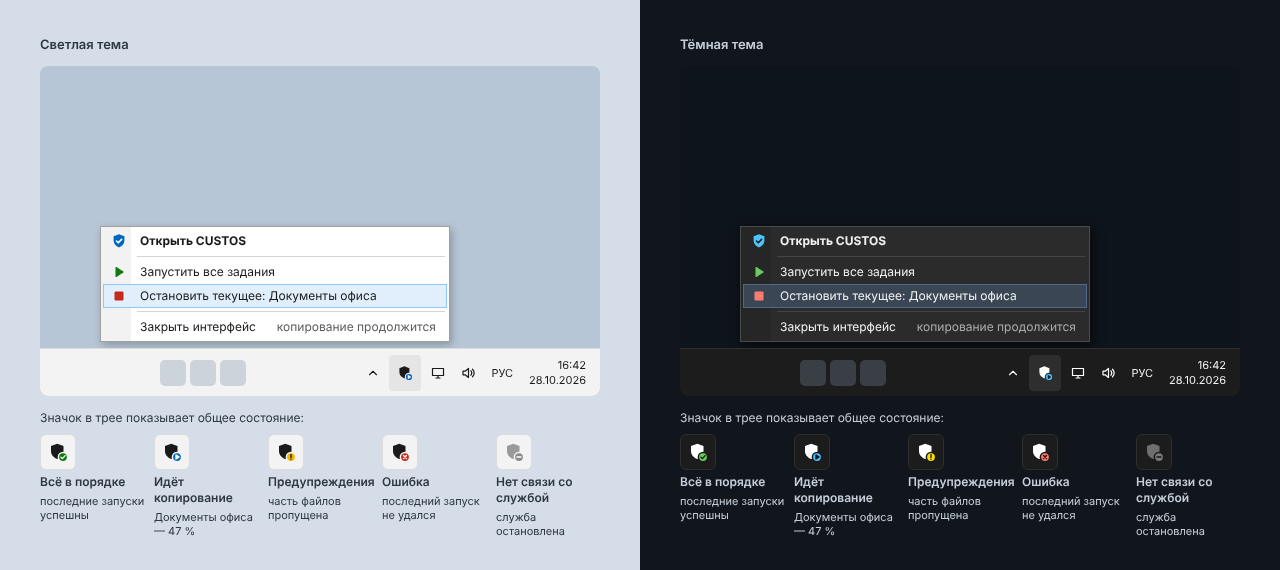 Светлая тема
Открыть CUSTOS
Запустить все задания
Остановить текущее: Документы офиса
Закрыть интерфейс копирование продолжится
РУС
16:42
28.10.2026
Значок в трее показывает общее состояние:
Всё в порядке
последние запуски
успешны
Идёт
копирование
Документы офиса
— 47 %
Предупреждения
часть файлов
пропущена
Ошибка
последний запуск
не удался
Нет связи со
службой
служба
остановлена
Тёмная тема
Открыть CUSTOS
Запустить все задания
Остановить текущее: Документы офиса
Закрыть интерфейс копирование продолжится
РУС
16:42
28.10.2026
Значок в трее показывает общее состояние:
Всё в порядке
последние запуски
успешны
Идёт
копирование
Документы офиса
— 47 %
Предупреждения
часть файлов
пропущена
Ошибка
последний запуск
не удался
Нет связи со
службой
служба
остановлена